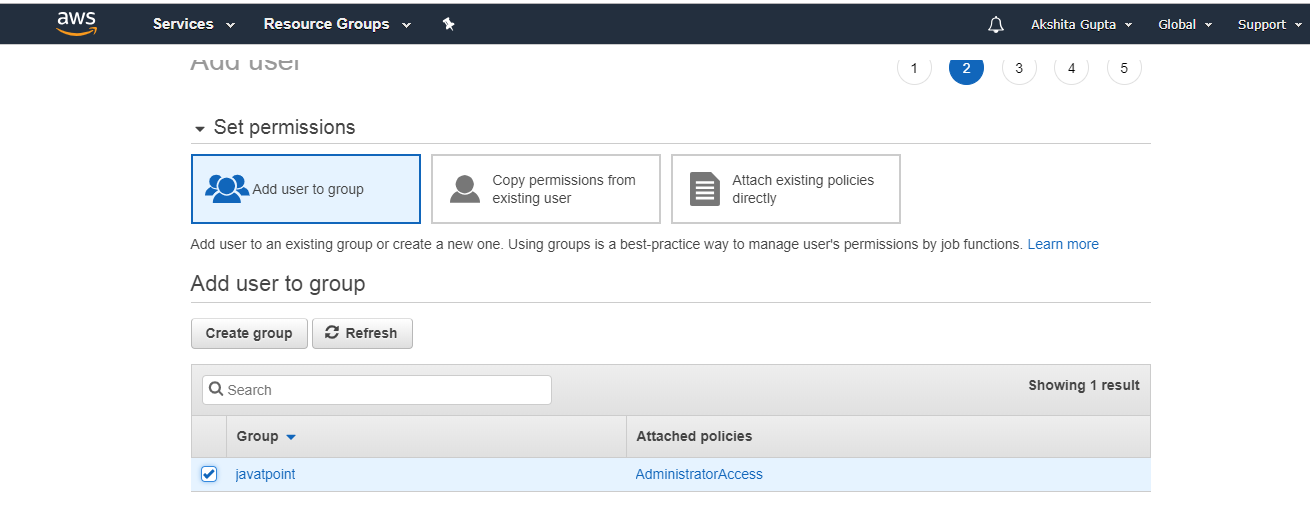 aws Services Resource Groups Akshita Gupta Global Support
Add user 1 2 3 4 5
Set permissions
Add user to group
Copy permissions from
existing user
Attach existing policies
directly
Add user to an existing group or create a new one. Using groups is a best-practice way to manage user's permissions by job functions. Learn more
Add user to group
Create group Refresh
Search Showing 1 result
Group Attached policies
javatpoint AdministratorAccess